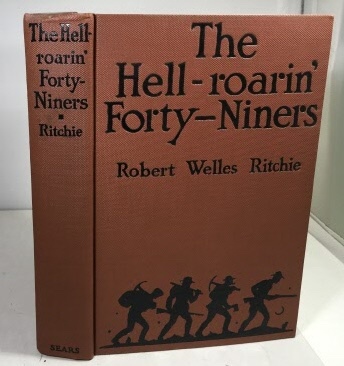 The Hell-
roarin'
Forty-
Niners
Ritchie
SEARS
The
Hell-roarin'
Forty-Niners
Robert Welles Ritchie